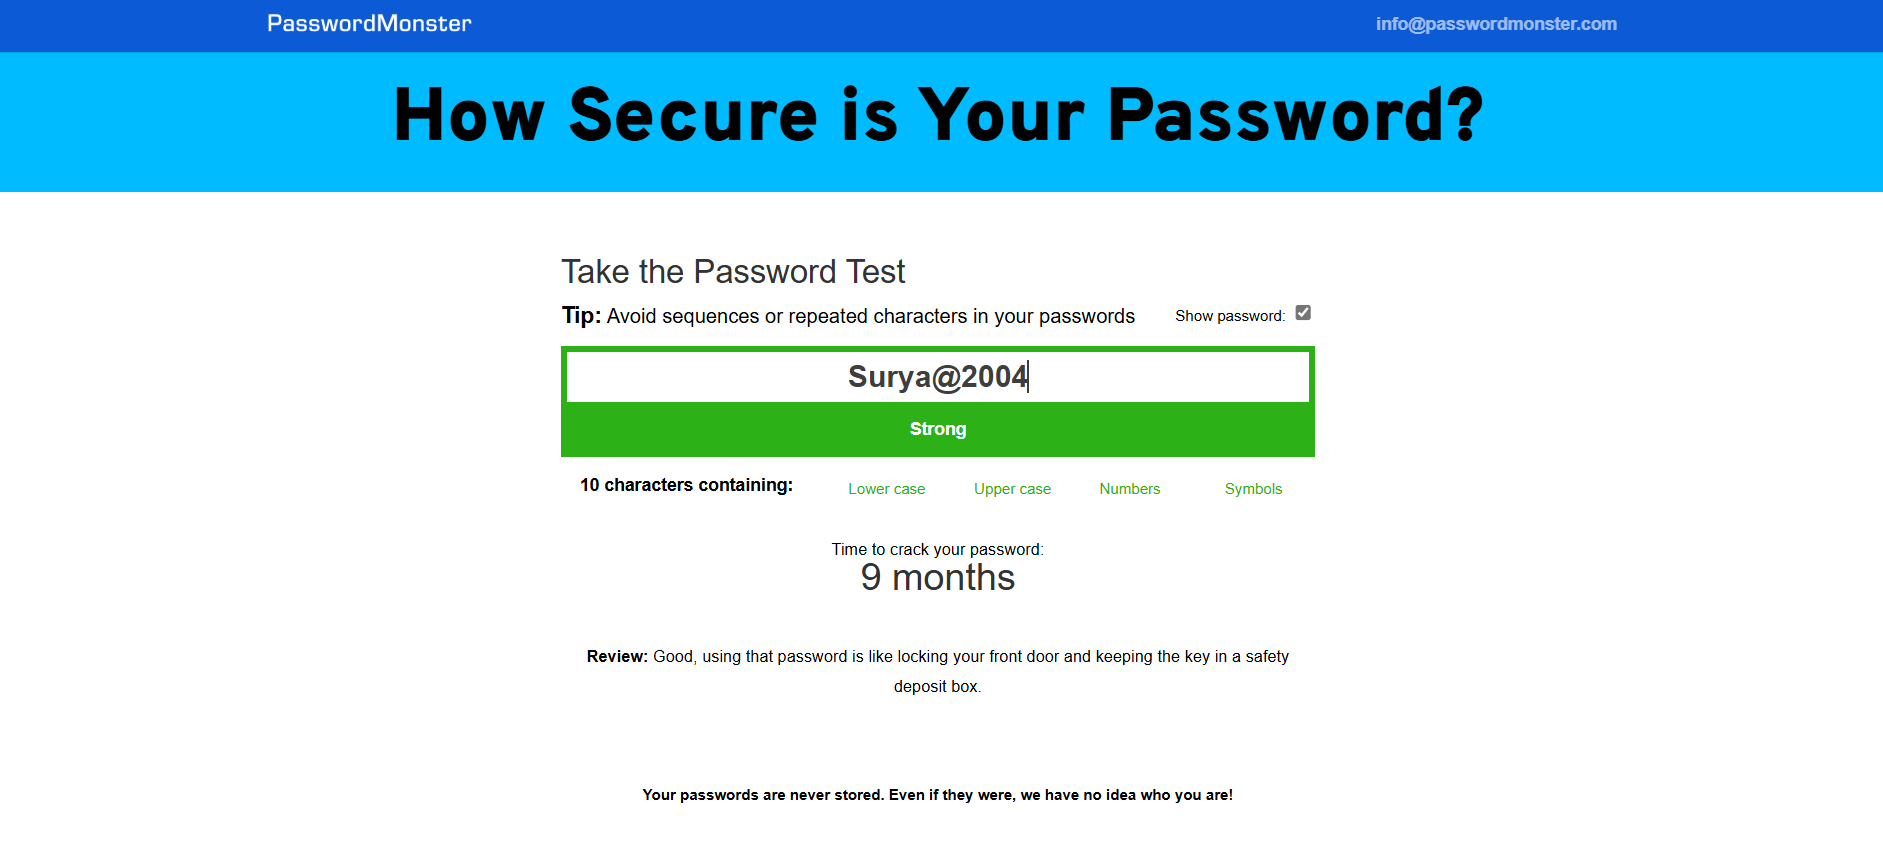 PasswordMonster
info@passwordmonster.com
How Secure is Your Password?
Take the Password Test
Tip: Avoid sequences or repeated characters in your passwords
Show password:
Surya@2004
Strong
10 characters containing:
Lower case
Upper case
Numbers
Symbols
Time to crack your password:
9 months
Review: Good, using that password is like locking your front door and keeping the key in a safety
deposit box.
Your passwords are never stored. Even if they were, we have no idea who you are!